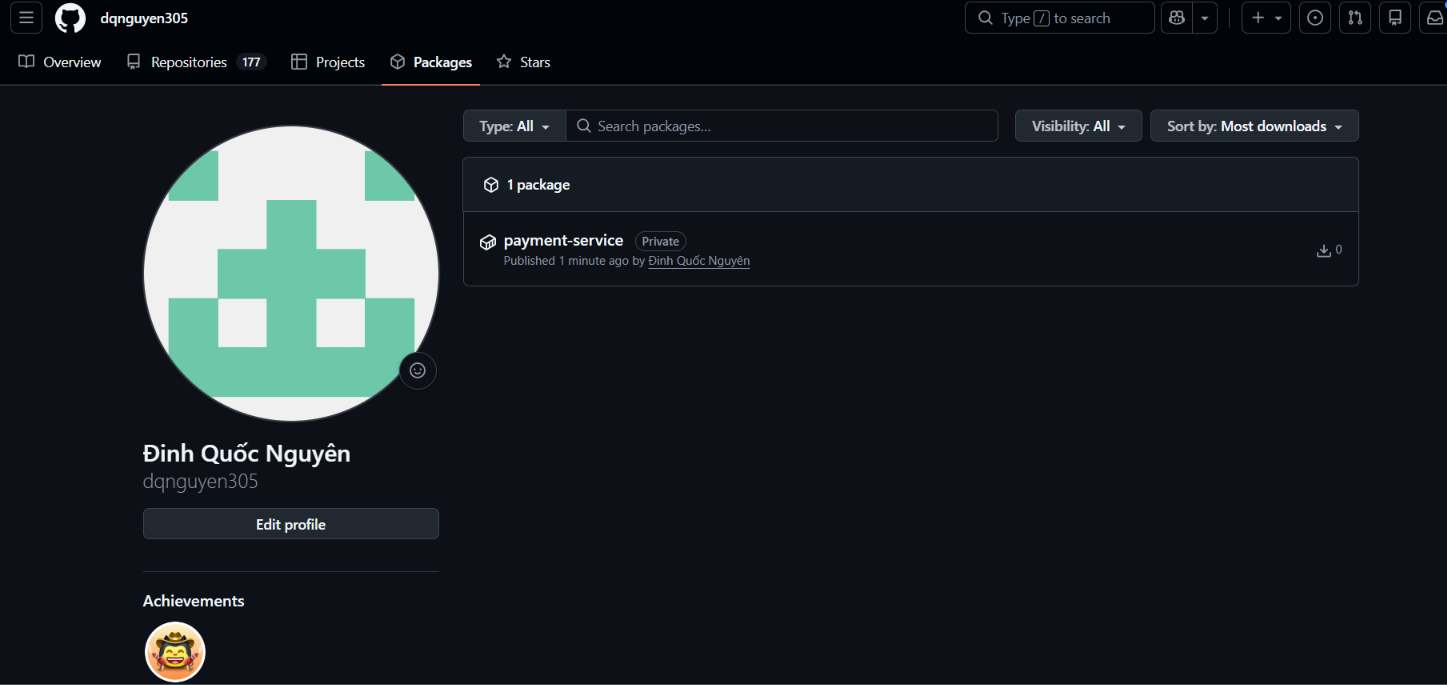 dqnguyen305
Type / to search
Overview Repositories 177 Projects Packages Stars
Type: All Search packages... Visibility: All Sort by: Most downloads
1 package
payment-service Private
Published 1 minute ago by Đinh Quốc Nguyên
0
Đinh Quốc Nguyên
dqnguyen305
Edit profile
Achievements